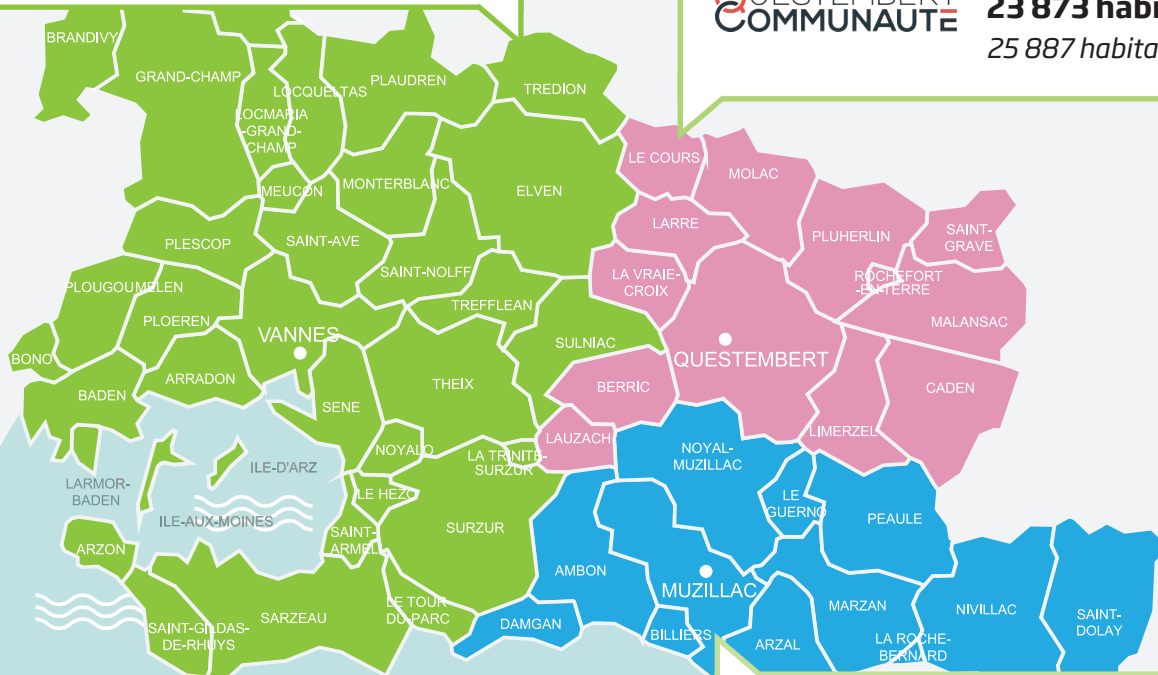 COMMUNAUTÉ
23 873
25 887
BRANDIVY
GRAND-CHAMP
LOCQUELTAS
PLAUDREN
TREDION
LOCMARIA
-GRAND-
CHAMP
LE COURS
MOLAC
MEUCON
MONTERBLANC
ELVEN
LARRE
PLESCOP
SAINT-AVE
PLUHERLIN
SAINT-
GRAVE
SAINT-NOLFF
LA VRAIE-
CROIX
ROCHEFORT
-EN-TERRE
PLOUGOUMELEN
TREFFLEAN
PLOEREN
MALANSAC
VANNES
SULNIAC
BONO
QUESTEMBERT
ARRADON
THEIX
BERRIC
CADEN
BADEN
SENE
LIMERZEL
LAUZACH
NOYALO
LA TRINITE-
SURZUR
NOYAL-
MUZILLAC
ILE-D'ARZ
LARMOR-
BADEN
LE HEZO
LE
GUERNO
PEAULE
ILE-AUX-MOINES
SURZUR
SAINT-
ARMEL
ARZON
AMBON
MUZILLAC
LE TOUR
DU-PARC
MARZAN
NIVILLAC
SAINT-
DOLAY
SARZEAU
DAMGAN
SAINT-GILDAS-
DE-RHUYS
BILLIERS
ARZAL
LA ROCHE-
BERNARD